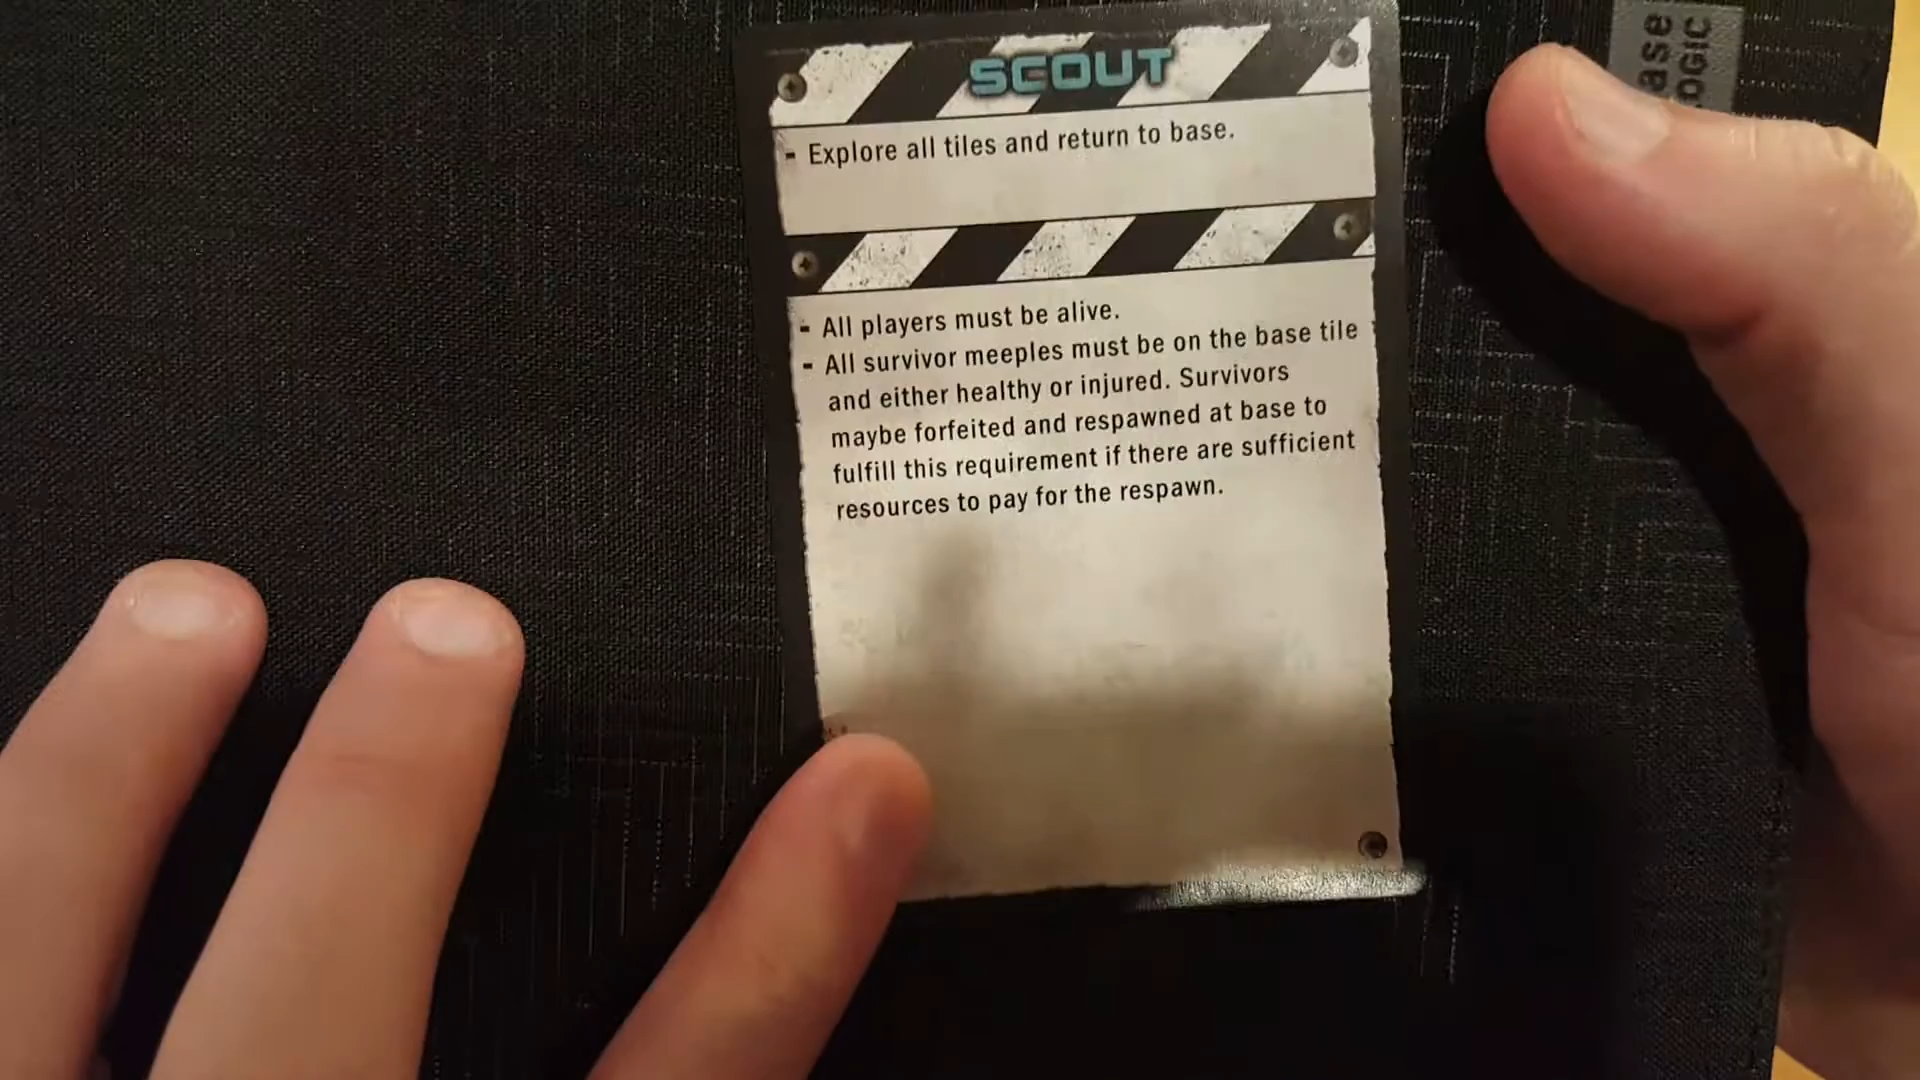 SCOUT
- Explore all tiles and return to base.
- All players must be alive.
- All survivor meeples must be on the base tile
and either healthy or injured. Survivors
maybe forfeited and respawned at base to
fulfill this requirement if there are sufficient
resources to pay for the respawn.
ase
OGIC